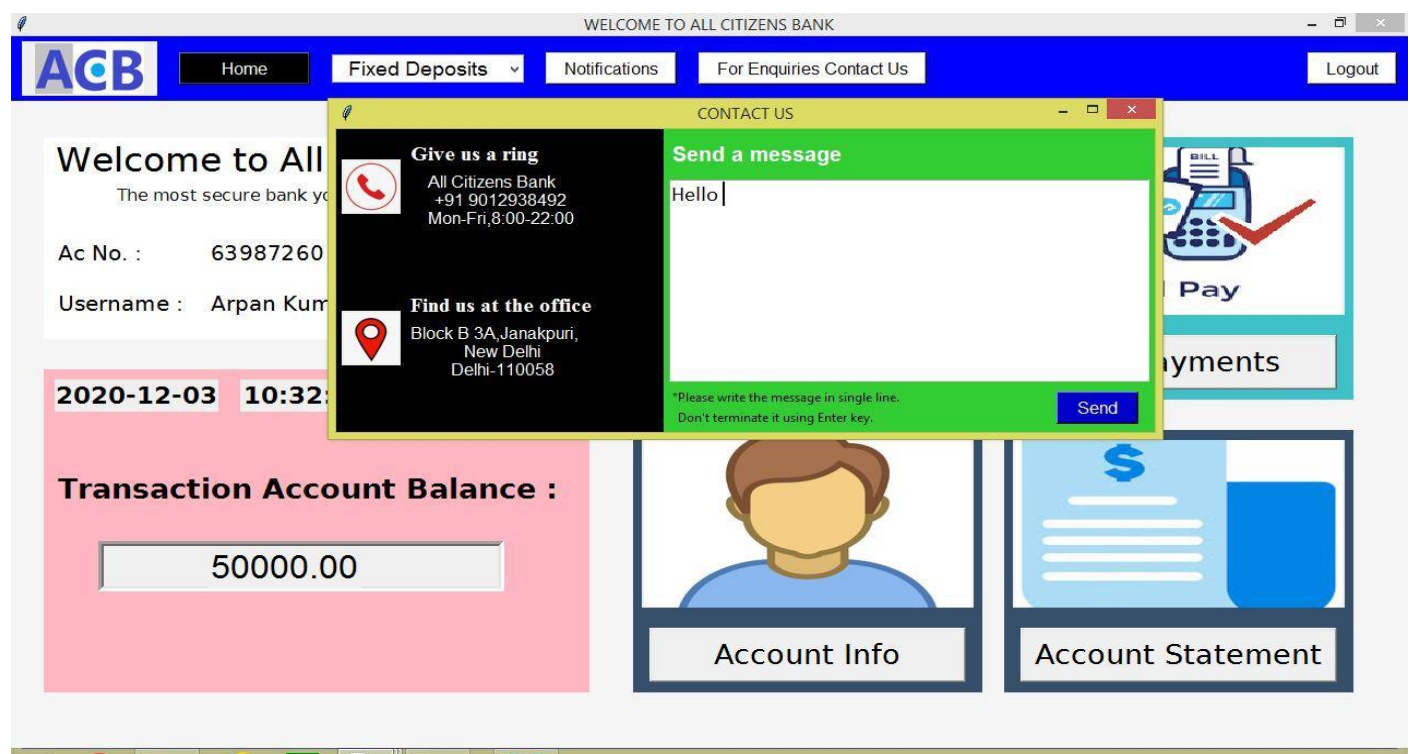 WELCOME TO ALL CITIZENS BANK
ACB
Home
Fixed Deposits
Notifications
For Enquiries Contact Us
Logout
CONTACT US
Give us a ring
All Citizens Bank
+91 9012938492
Mon-Fri,8:00-22:00
Find us at the office
Block B 3A,Janakpuri,
New Delhi
Delhi-110058
Send a message
Hello
*Please write the message in single line.
Don't terminate it using Enter key.
Send
Welcome to All
The most secure bank
Ac No. : 63987260
Username : Arpan
2020-12-03 10:32:
Transaction Account Balance :
50000.00
BILL
Pay
$
Account Info
Account Statement